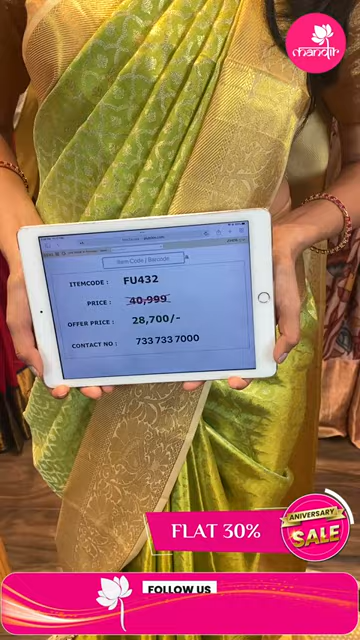 mandir
Item Code / Barcode
ITEMCODE : FU432
PRICE : 40,999
OFFER PRICE : 28,700/-
CONTACT NO : 733 733 7000
FLAT 30%
ANIVERSARY
SALE
FOLLOW US